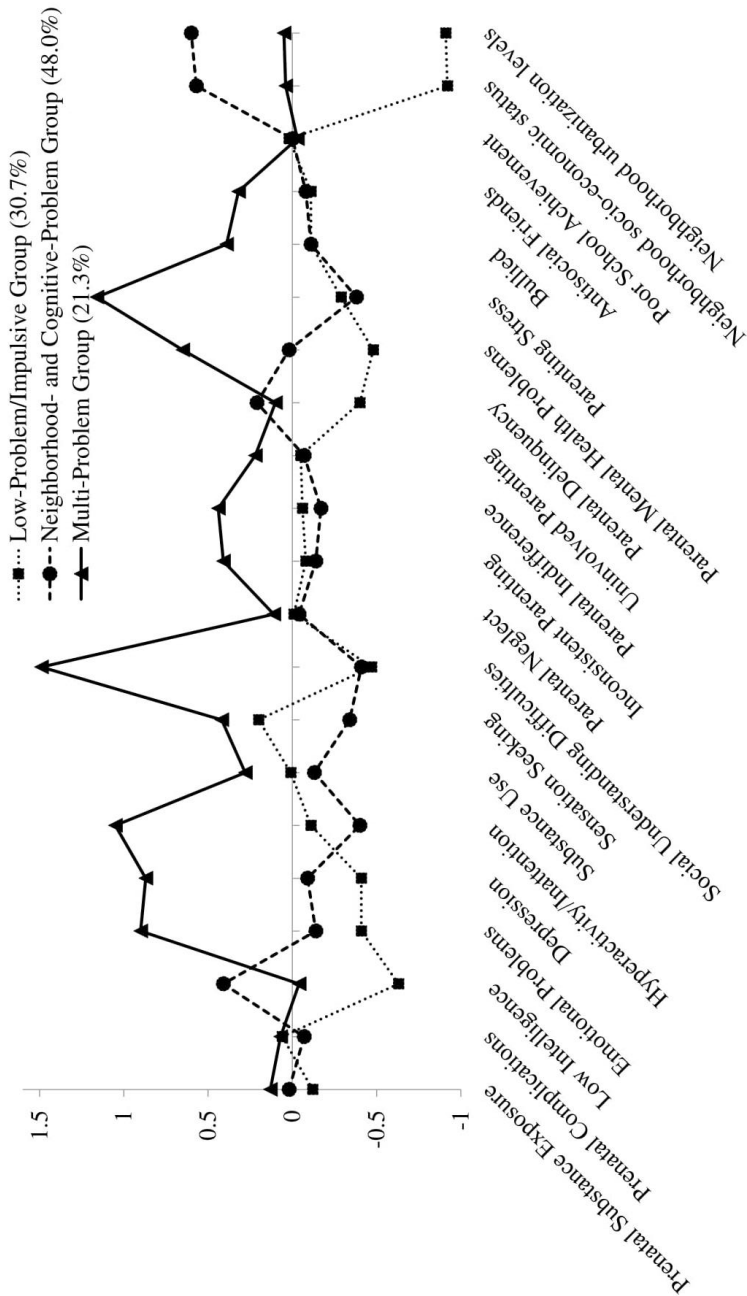 Low-Problem/Impulsive Group (30.7%)
Neighborhood- and Cognitive-Problem Group (48.0%)
Multi-Problem Group (21.3%)
1.5
1
0.5
0
-0.5
-1
Prenatal Substance Exposure
Prenatal Complications
Low Intelligence
Emotional Problems
Depression
Hyperactivity/Inattention
Substance Use
Sensation Seeking
Social Understanding Difficulties
Parental Neglect
Inconsistent Parenting
Parental Indifference
Uninvolved Parenting
Parental Delinquency
Parental Mental Health Problems
Parenting Stress
Bullied
Antisocial Friends
Poor School Achievement
Neighborhood socio-economic status
Neighborhood urbanization levels